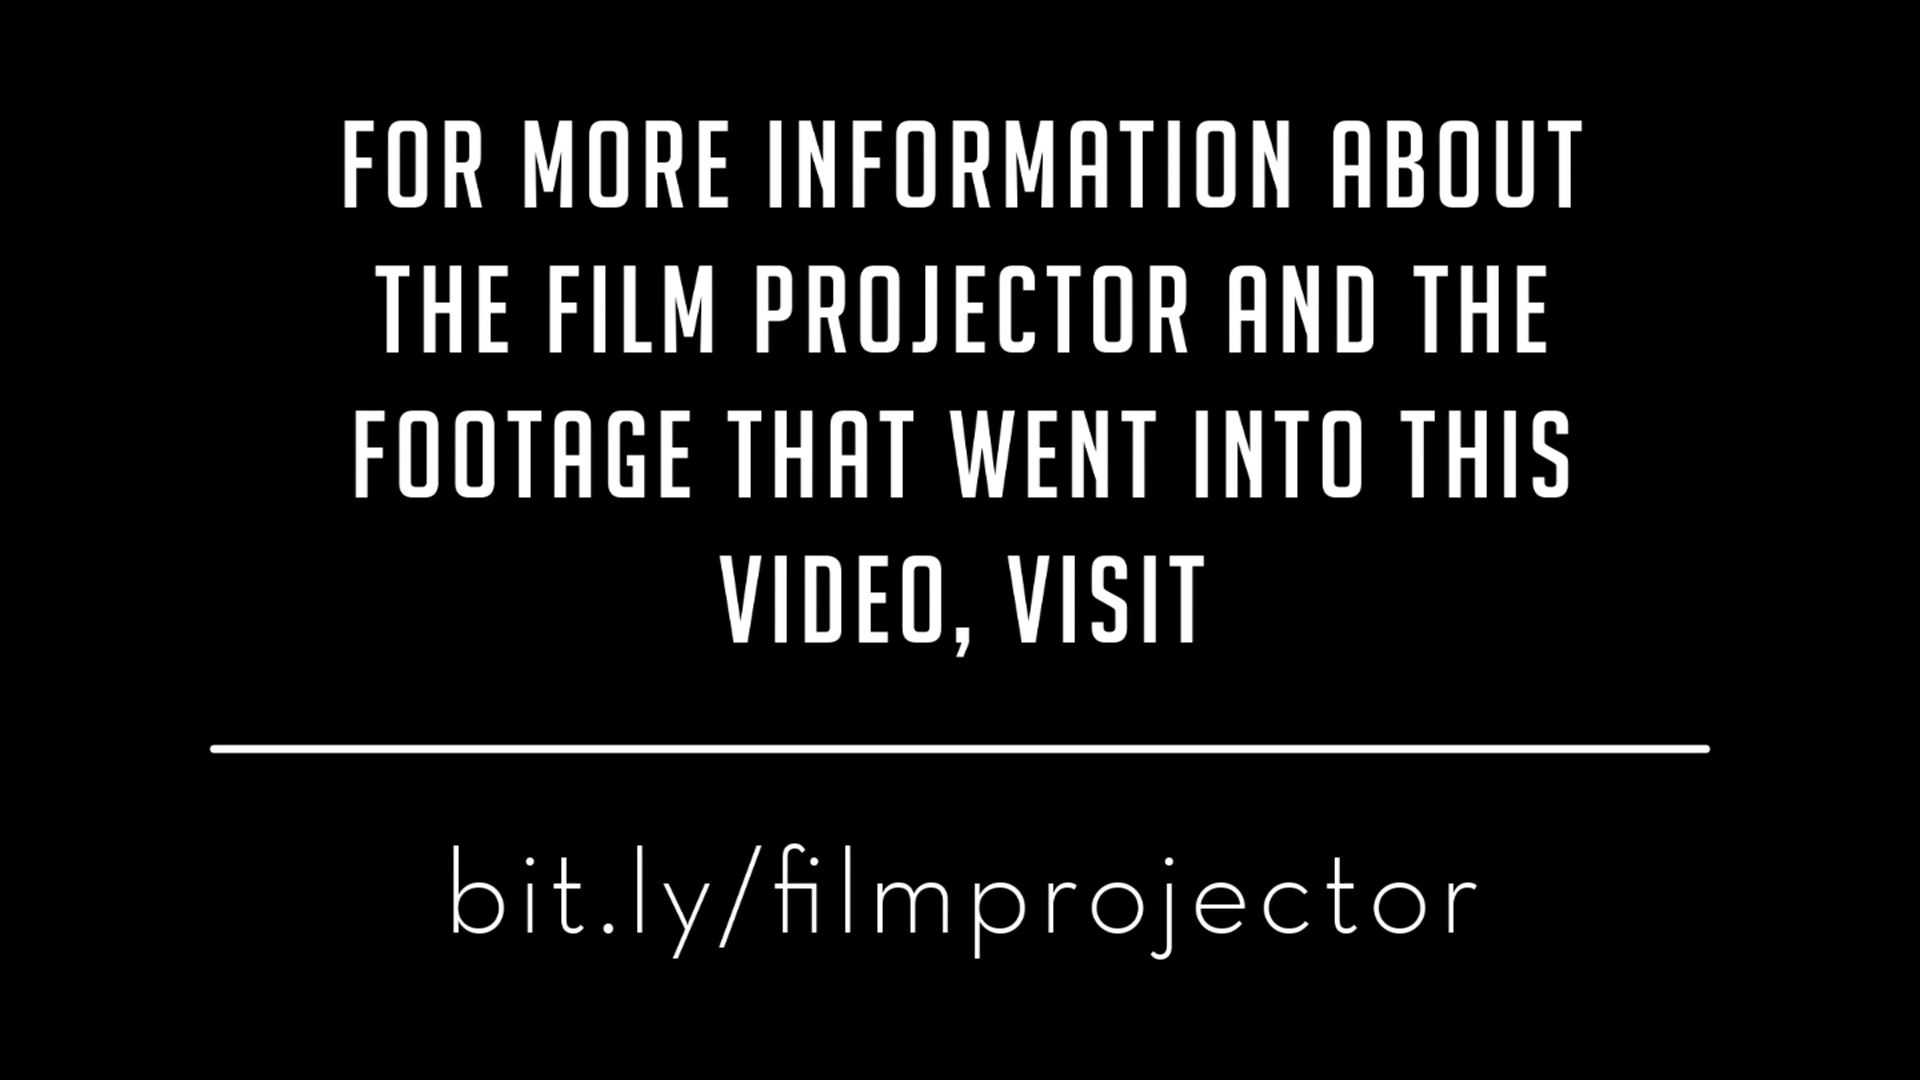 FOR MORE INFORMATION ABOUT
THE FILM PROJECTOR AND THE
FOOTAGE THAT WENT INTO THIS
VIDEO, VISIT
bit.ly/filmprojector